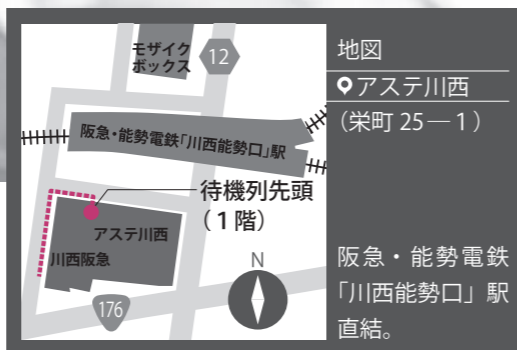 モザイク
ボックス
12
阪急・能勢電鉄「川西能勢口」駅
待機列先頭
（１階）
アステ川西
川西阪急
176
N
地図
アステ川西
（栄町 25―１）
阪急・能勢電鉄
「川西能勢口」駅
直結。